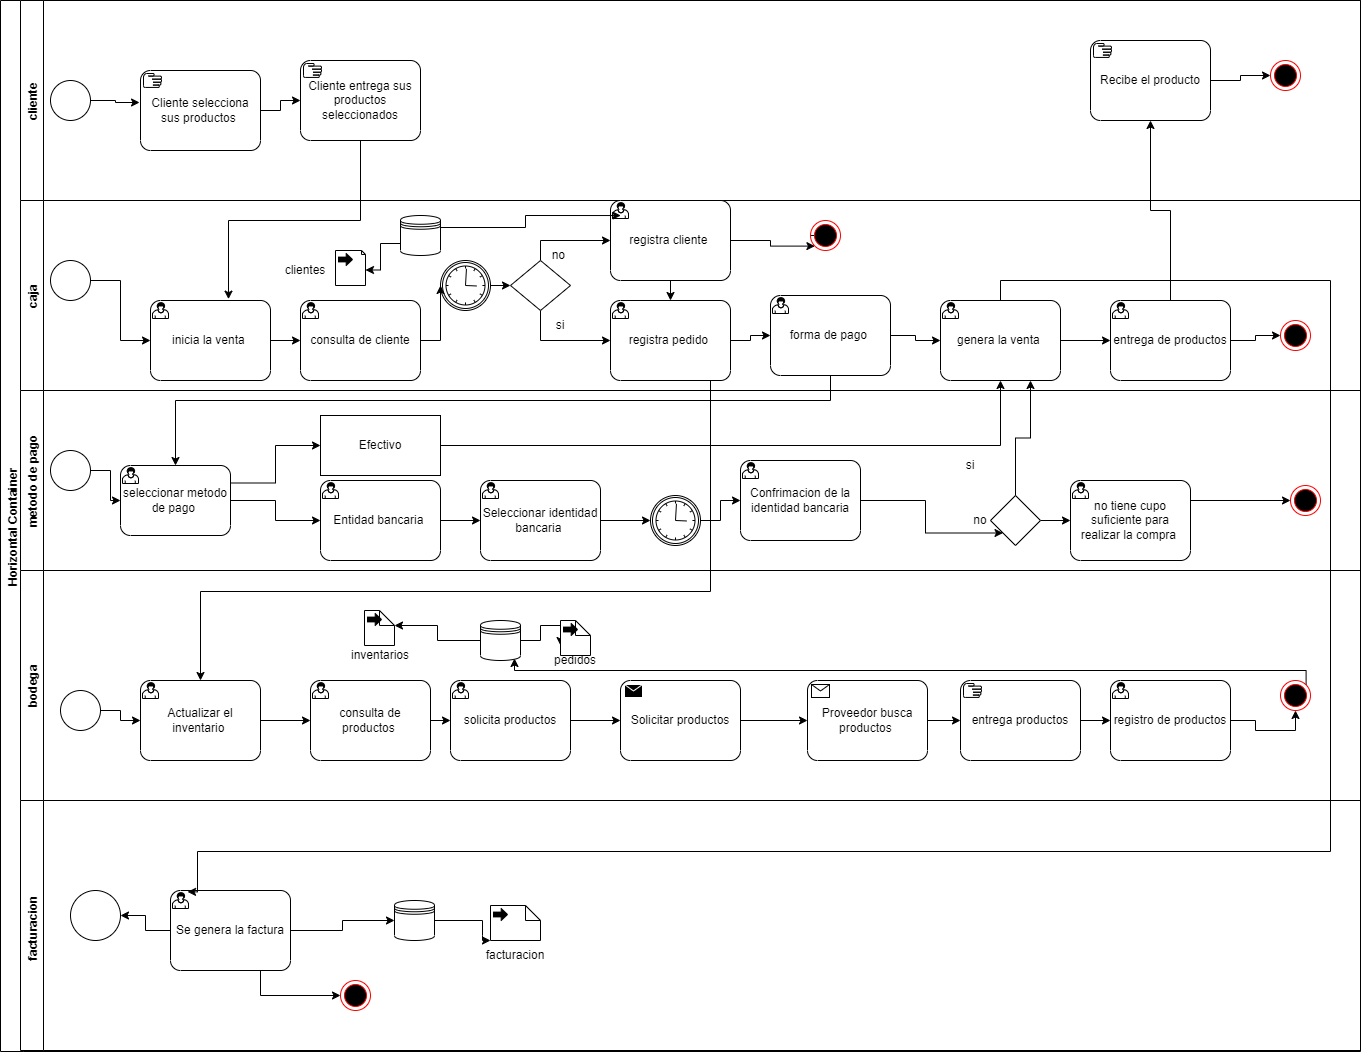 Horizontal Container
cliente
Cliente selecciona
sus productos
Cliente entrega sus
productos
seleccionados
Recibe el producto
caja
clientes
no
si
registra cliente
inicia la venta
consulta de cliente
registra pedido
forma de pago
genera la venta
entrega de productos
metodo de pago
Efectivo
seleccionar metodo
de pago
Entidad bancaria
Seleccionar identidad
bancaria
Confrimacion de la
identidad bancaria
si
no
no tiene cupo
suficiente para
realizar la compra
bodega
inventarios
pedidos
Actualizar el
inventario
consulta de
productos
solicita productos
Solicitar productos
Proveedor busca
productos
entrega productos
registro de productos
facturacion
Se genera la factura
facturacion